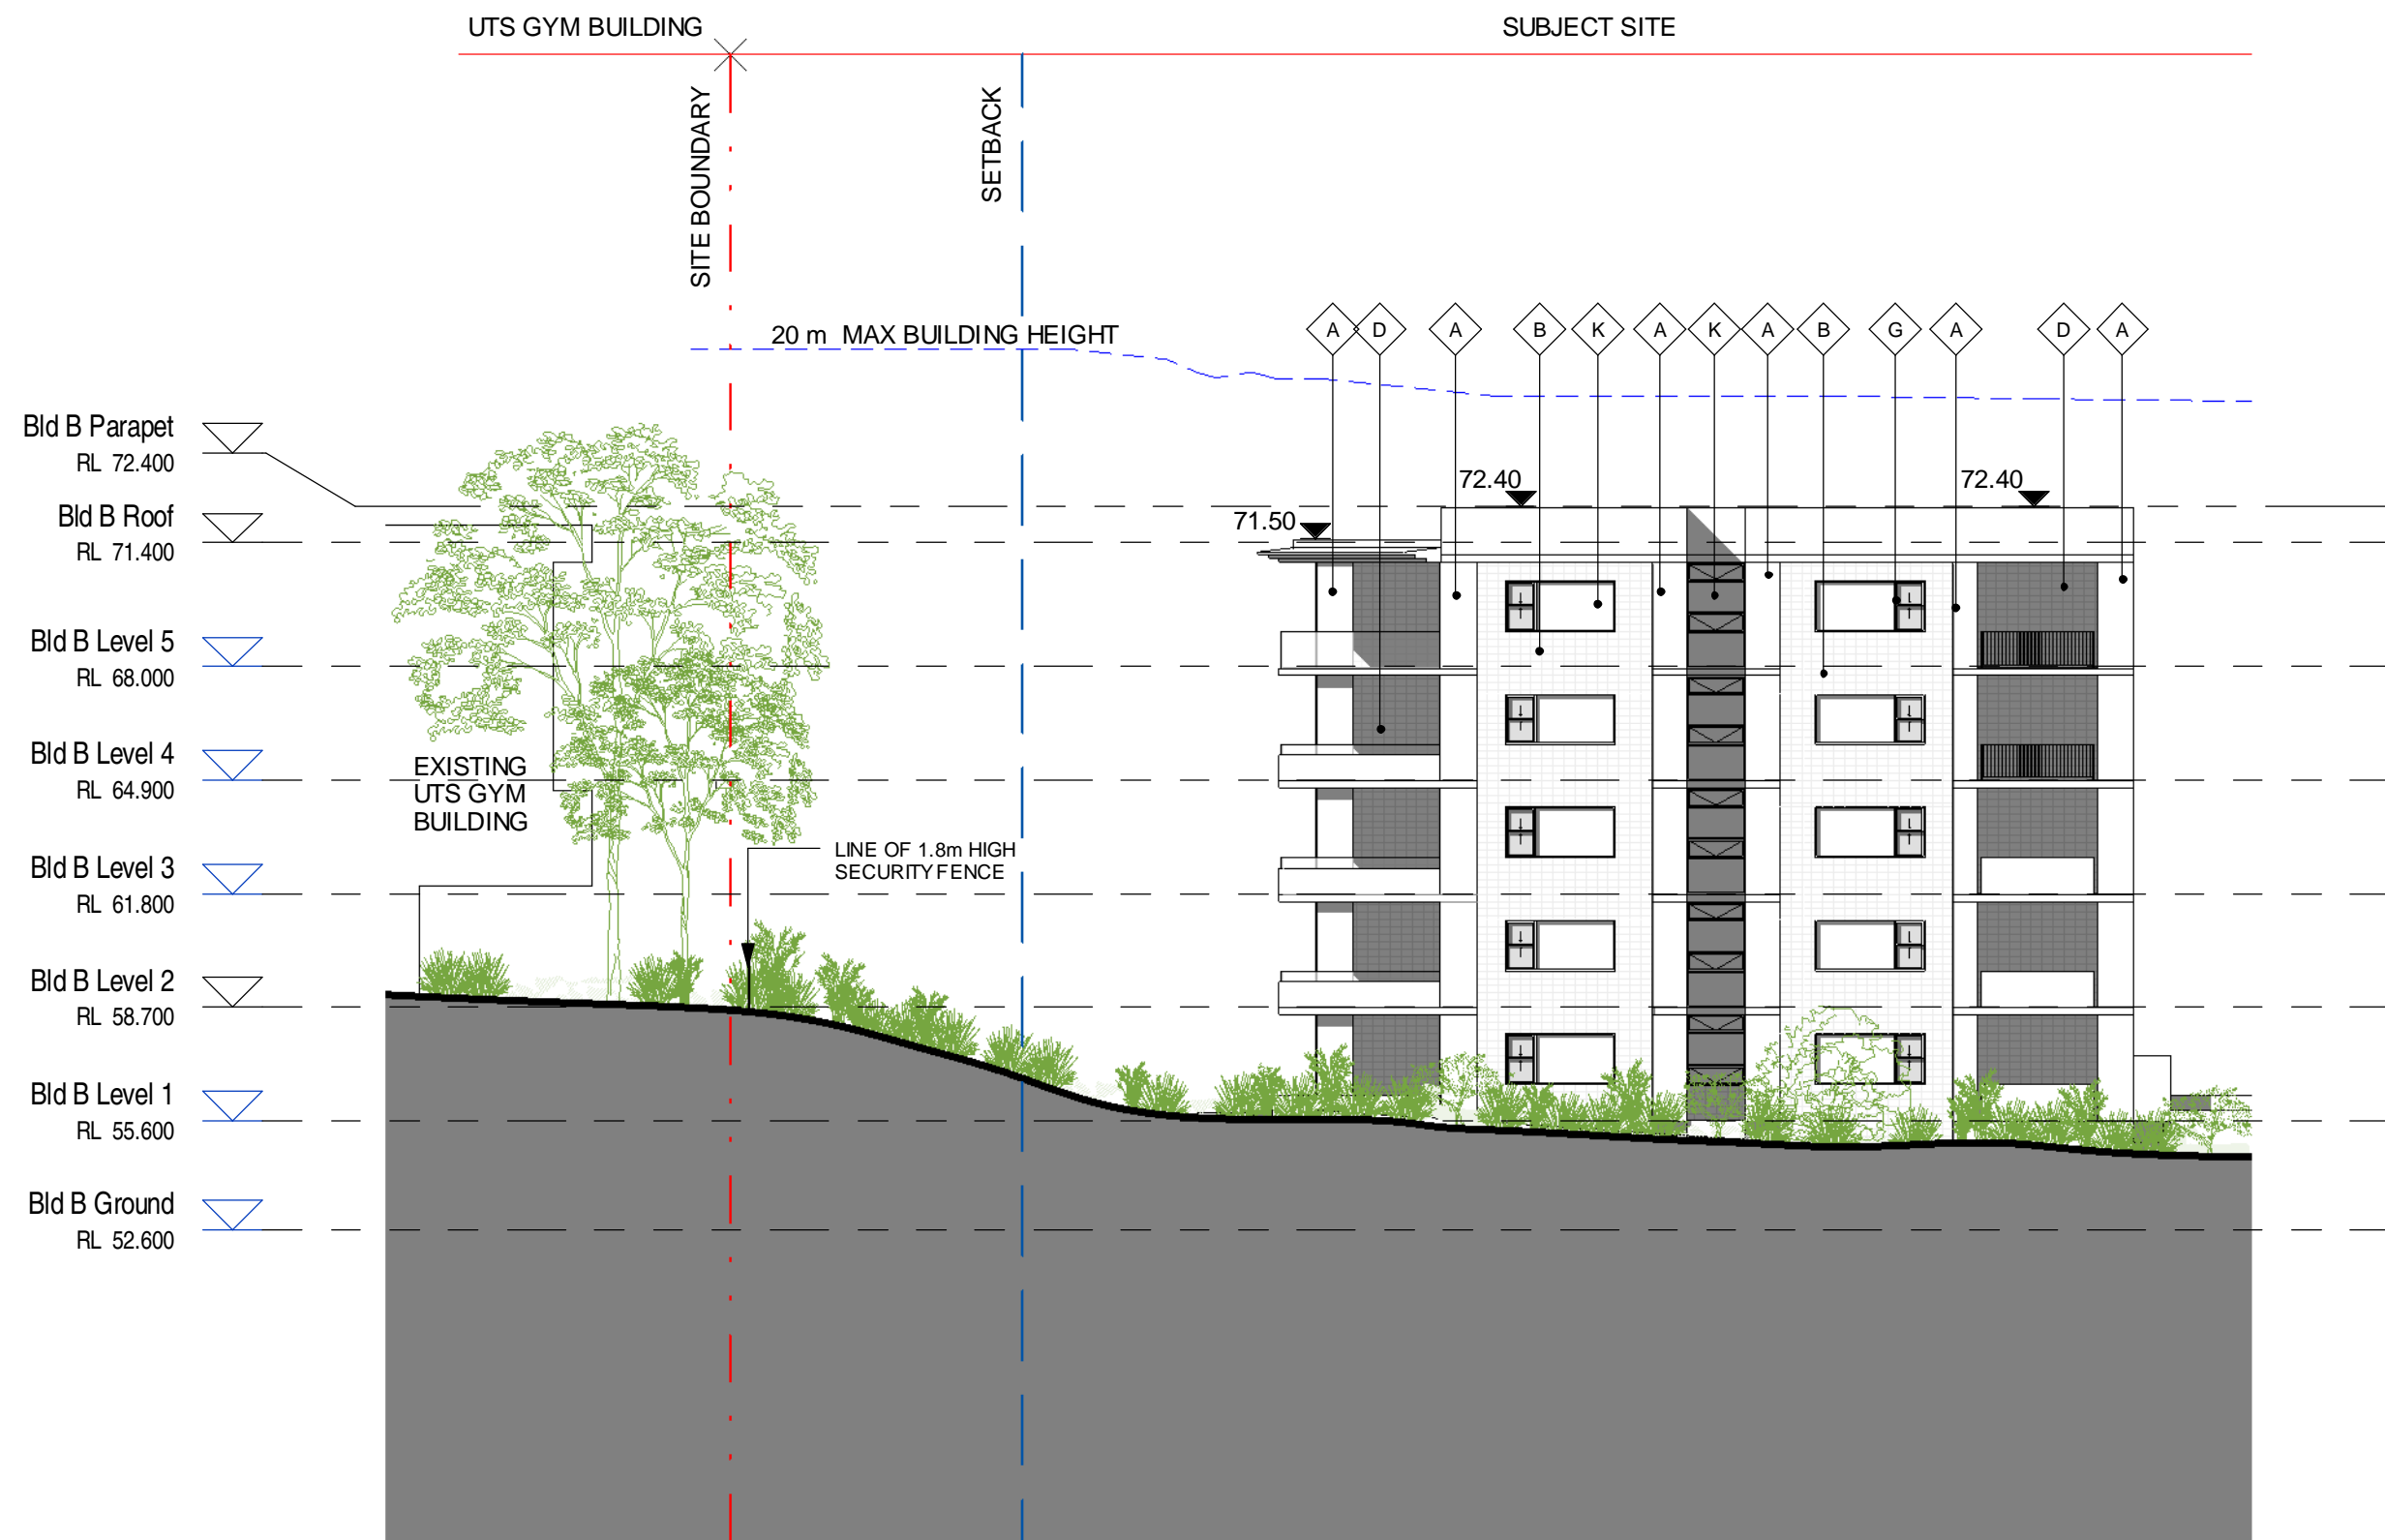 UTS GYM BUILDING
SUBJECT SITE
SITE BOUNDARY
SETBACK
20 m MAX BUILDING HEIGHT
A
D
A
B
K
A
K
A
B
G
A
D
A
Bld B Parapet
RL 72.400
72.40
72.40
71.50
Bld B Roof
RL 71.400
Bld B Level 5
RL 68.000
Bld B Level 4
RL 64.900
EXISTING
UTS GYM
BUILDING
LINE OF 1.8m HIGH
SECURITY FENCE
Bld B Level 3
RL 61.800
Bld B Level 2
RL 58.700
Bld B Level 1
RL 55.600
Bld B Ground
RL 52.600